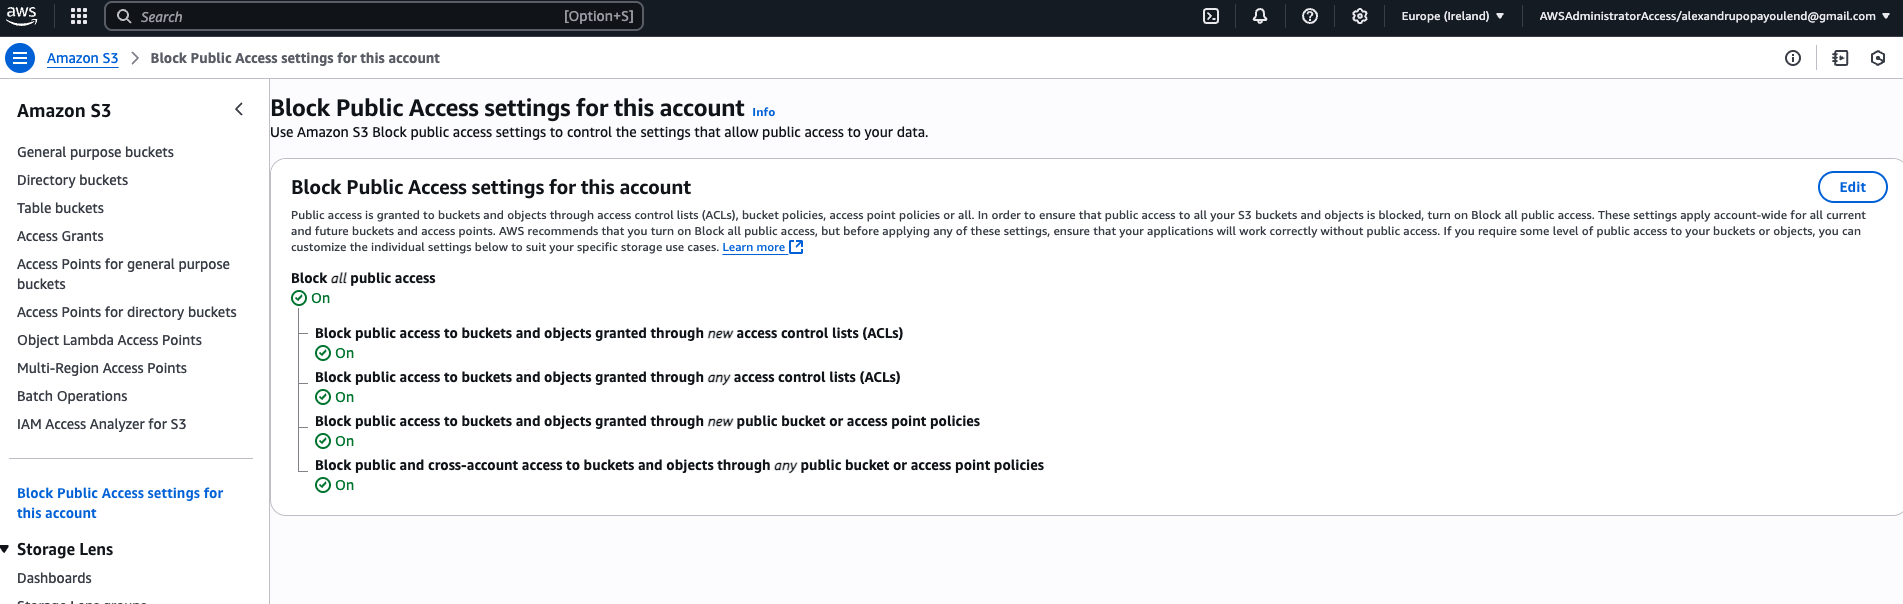 aws
Search
[Option+S]
Europe (Ireland)
AWSAdministratorAccess/alexandrupopayoulend@gmail.com
Amazon S3
Block Public Access settings for this account
Amazon S3
General purpose buckets
Directory buckets
Table buckets
Access Grants
Access Points for general purpose
buckets
Access Points for directory buckets
Object Lambda Access Points
Multi-Region Access Points
Batch Operations
IAM Access Analyzer for S3
Block Public Access settings for
this account
Storage Lens
Dashboards
Storage Lens groups
Block Public Access settings for this account Info
Use Amazon S3 Block public access settings to control the settings that allow public access to your data.
Block Public Access settings for this account
Edit
Public access is granted to buckets and objects through access control lists (ACLs), bucket policies, access point policies or all. In order to ensure that public access to all your S3 buckets and objects is blocked, turn on Block all public access. These settings apply account-wide for all current
and future buckets and access points. AWS recommends that you turn on Block all public access, but before applying any of these settings, ensure that your applications will work correctly without public access. If you require some level of public access to your buckets or objects, you can
customize the individual settings below to suit your specific storage use cases. Learn more
Block all public access
On
Block public access to buckets and objects granted through new access control lists (ACLs)
On
Block public access to buckets and objects granted through any access control lists (ACLs)
On
Block public access to buckets and objects granted through new public bucket or access point policies
On
Block public and cross-account access to buckets and objects through any public bucket or access point policies
On